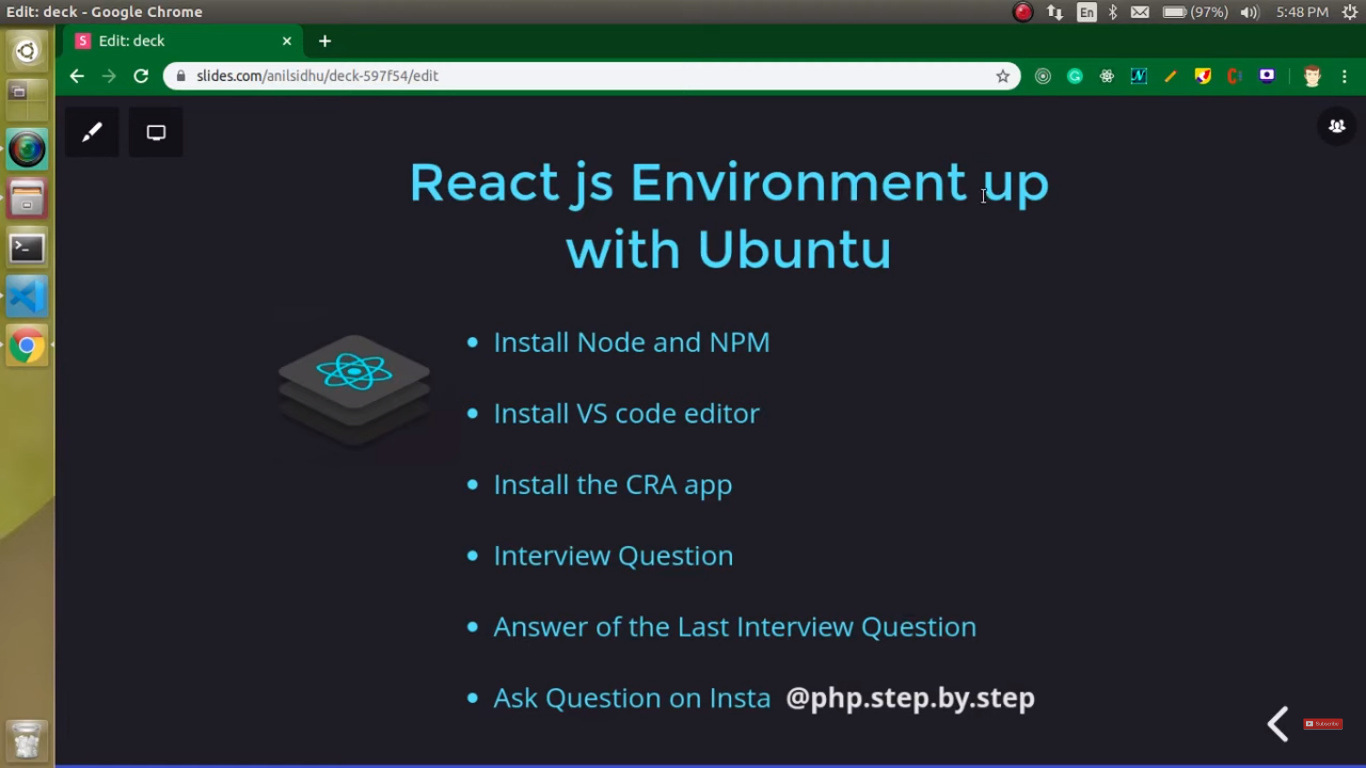 Edit: deck - Google Chrome
En
(97%)
5:48 PM
S Edit: deck
slides.com/anilsidhu/deck-597f54/edit
React js Environment up
with Ubuntu
Install Node and NPM
Install VS code editor
Install the CRA app
Interview Question
Answer of the Last Interview Question
Ask Question on Insta @php.step.by.step
Subscribe